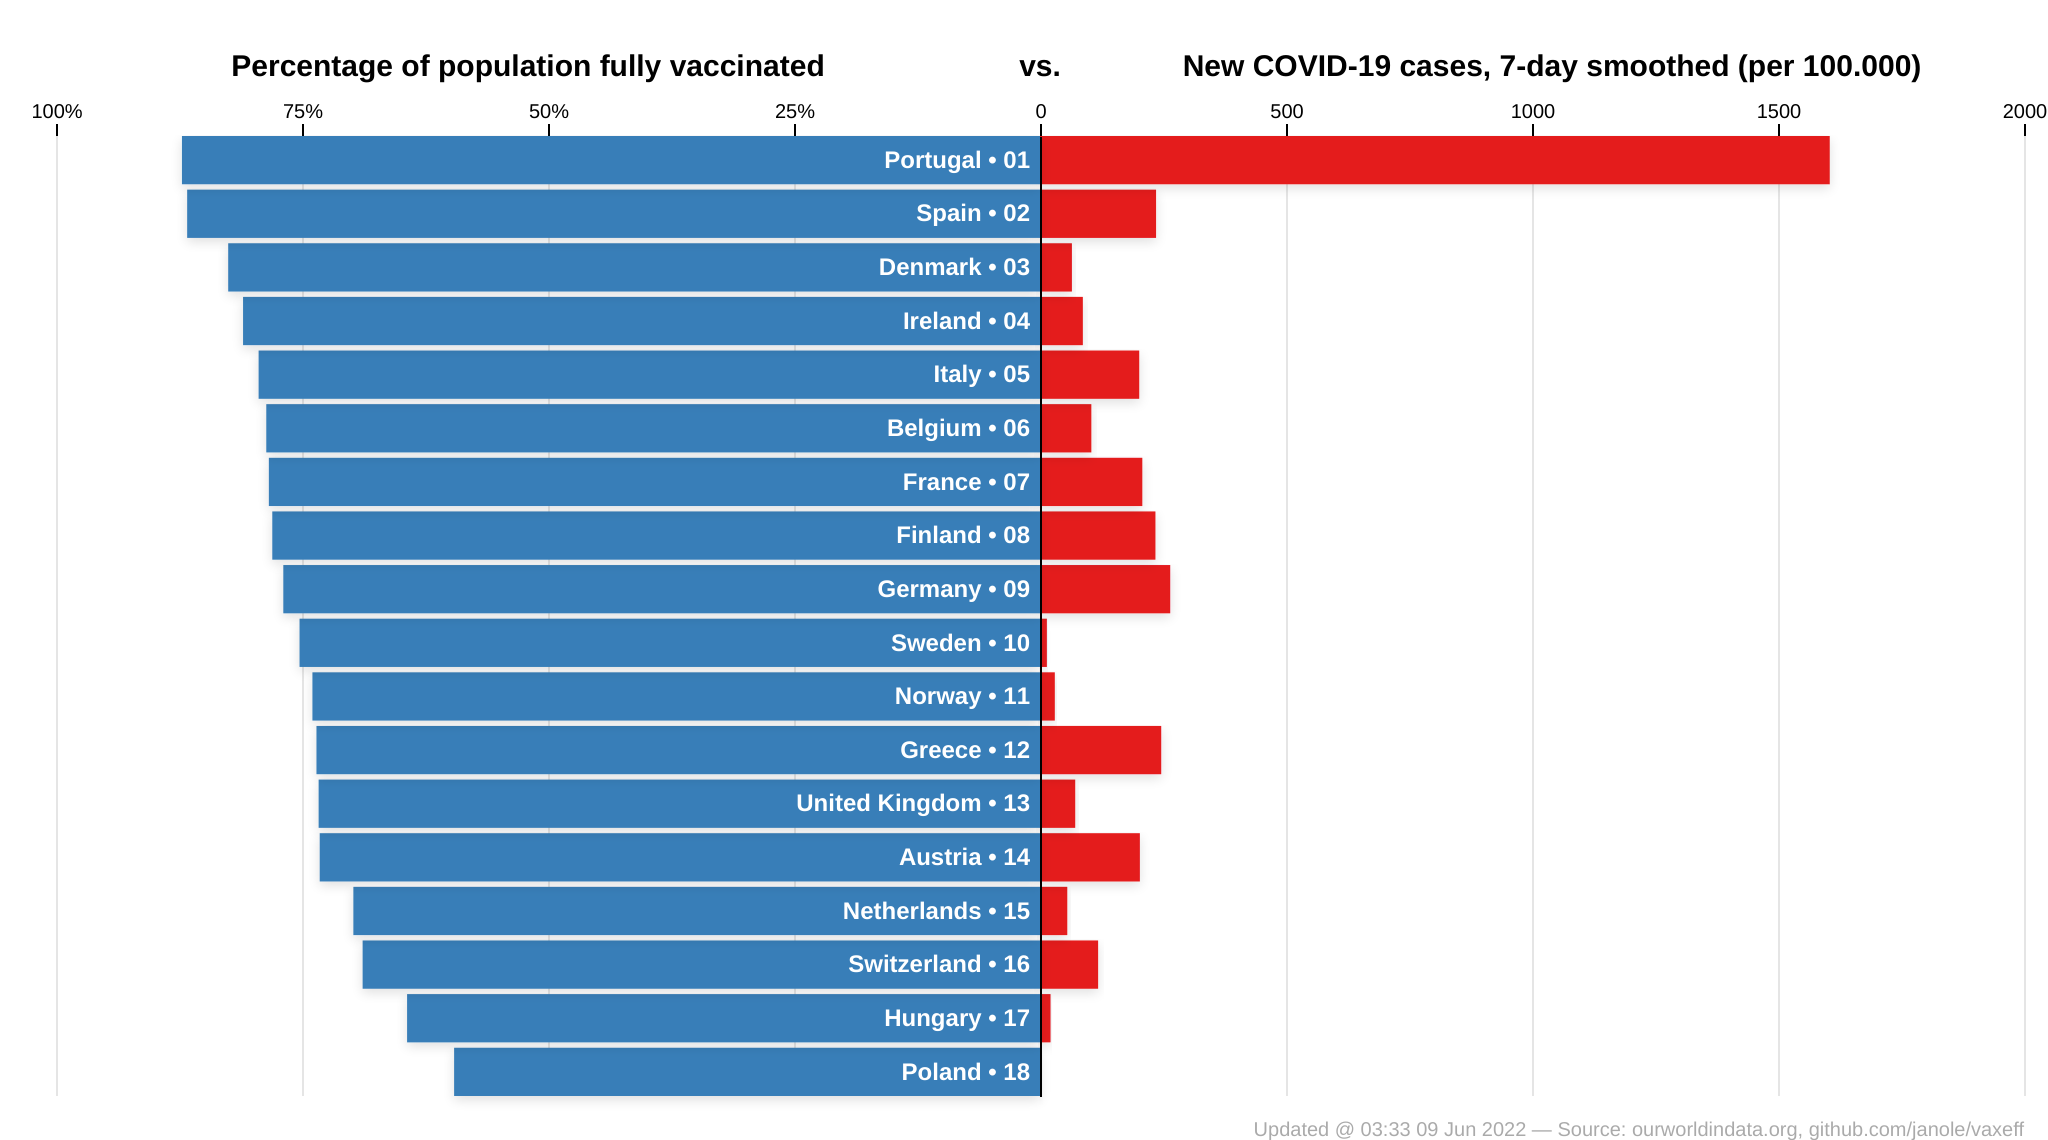 Percentage of population fully vaccinated vs. New COVID-19 cases, 7-day smoothed (per 100.000)
100% 75% 50% 25% 0 500 1000 1500 2000
Portugal • 01
Spain • 02
Denmark • 03
Ireland • 04
Italy • 05
Belgium • 06
France • 07
Finland • 08
Germany • 09
Sweden • 10
Norway • 11
Greece • 12
United Kingdom • 13
Austria • 14
Netherlands • 15
Switzerland • 16
Hungary • 17
Poland • 18
Updated @ 03:33 09 Jun 2022 — Source: ourworldindata.org, github.com/janole/vaxeff